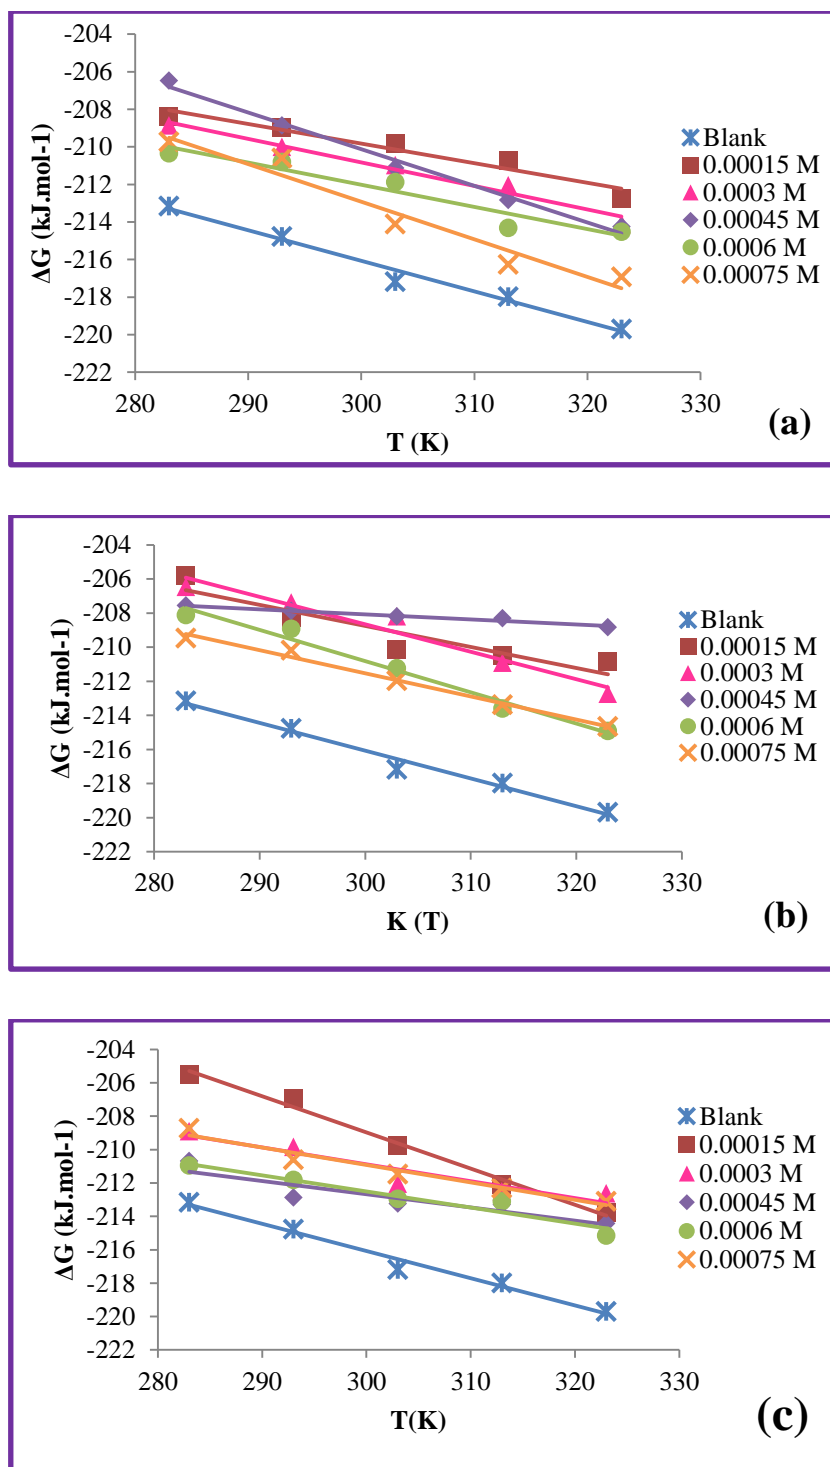 -204
-206
-208
-210
-212
-214
-216
-218
-220
-222
280 290 300 310 320 330
ΔG (kJ.mol-1)
T (K)
Blank
0.00015 M
0.0003 M
0.00045 M
0.0006 M
0.00075 M
(a)
-204
-206
-208
-210
-212
-214
-216
-218
-220
-222
280 290 300 310 320 330
ΔG (kJ.mol-1)
K (T)
Blank
0.00015 M
0.0003 M
0.00045 M
0.0006 M
0.00075 M
(b)
-204
-206
-208
-210
-212
-214
-216
-218
-220
-222
280 290 300 310 320 330
ΔG (kJ.mol-1)
T(K)
Blank
0.00015 M
0.0003 M
0.00045 M
0.0006 M
0.00075 M
(c)